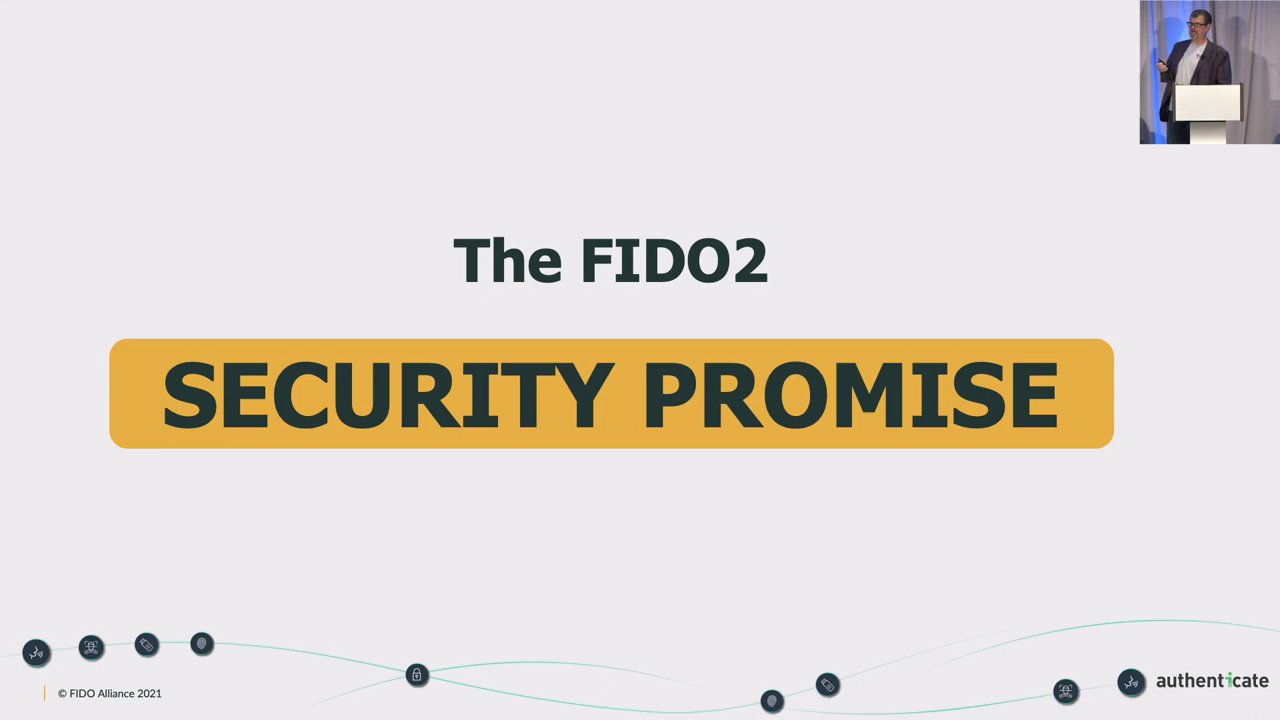 The FIDO2
SECURITY PROMISE
© FIDO Alliance 2021
authenticate